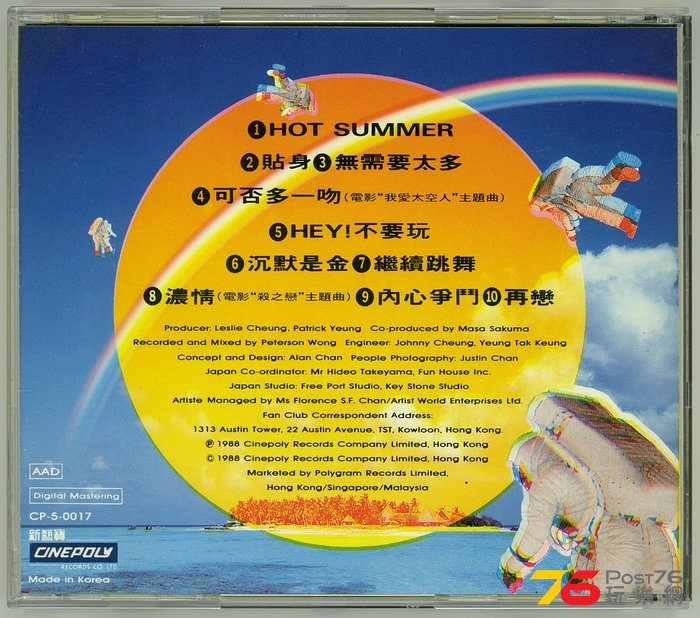 ❶HOT SUMMER
❷貼身❸無需要太多
❹可否多一吻(電影“我愛太空人”主題曲)
❺HEY!不要玩
❻沉默是金❼繼續跳舞
❽濃情(電影“殺之戀”主題曲)❾內心爭鬥❿再戀
Producer: Leslie Cheung, Patrick Yeung Co-produced by Masa Sakuma
Recorded and Mixed by Peterson Wong Engineer: Johnny Cheung, Yeung Tak Keung
Concept and Design: Alan Chan People Photography: Justin Chan
Japan Co-ordinator: Mr Hideo Takeyama, Fun House Inc.
Japan Studio: Free Port Studio, Key Stone Studio
Artiste Managed by Ms Florence S.F. Chan/Artist World Enterprises Ltd.
Fan Club Correspondent Address:
1313 Austin Tower, 22 Austin Avenue, TST, Kowloon, Hong Kong.
Ⓟ 1988 Cinepoly Records Company Limited, Hong Kong
© 1988 Cinepoly Records Company Limited, Hong Kong
Marketed by Polygram Records Limited,
Hong Kong/Singapore/Malaysia
AAD
Digital Mastering
CP-5-0017
新藝寶
CINEPOLY
RECORDS CO LTD
Made in Korea
76 POST76
玩樂網